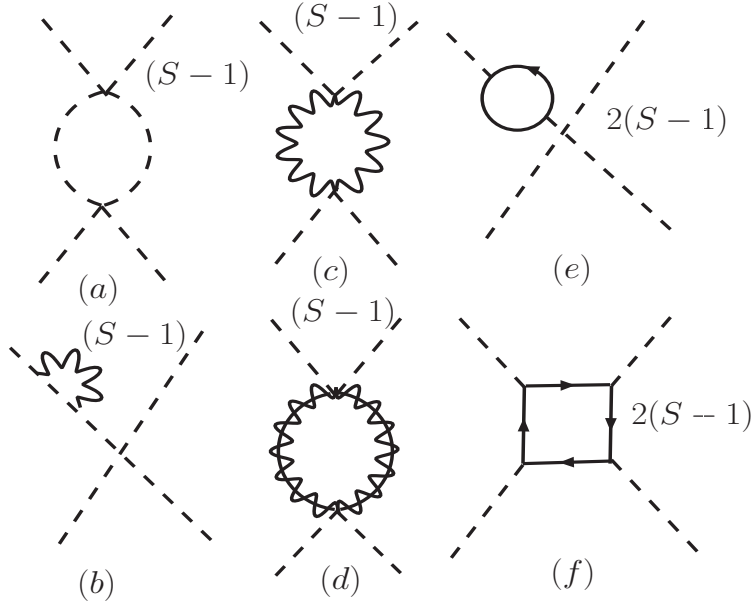 (S − 1)
(a)
(S − 1)
(c)
2(S − 1)
(e)
(S − 1)
(b)
(S − 1)
(d)
2(S -- 1)
(f)